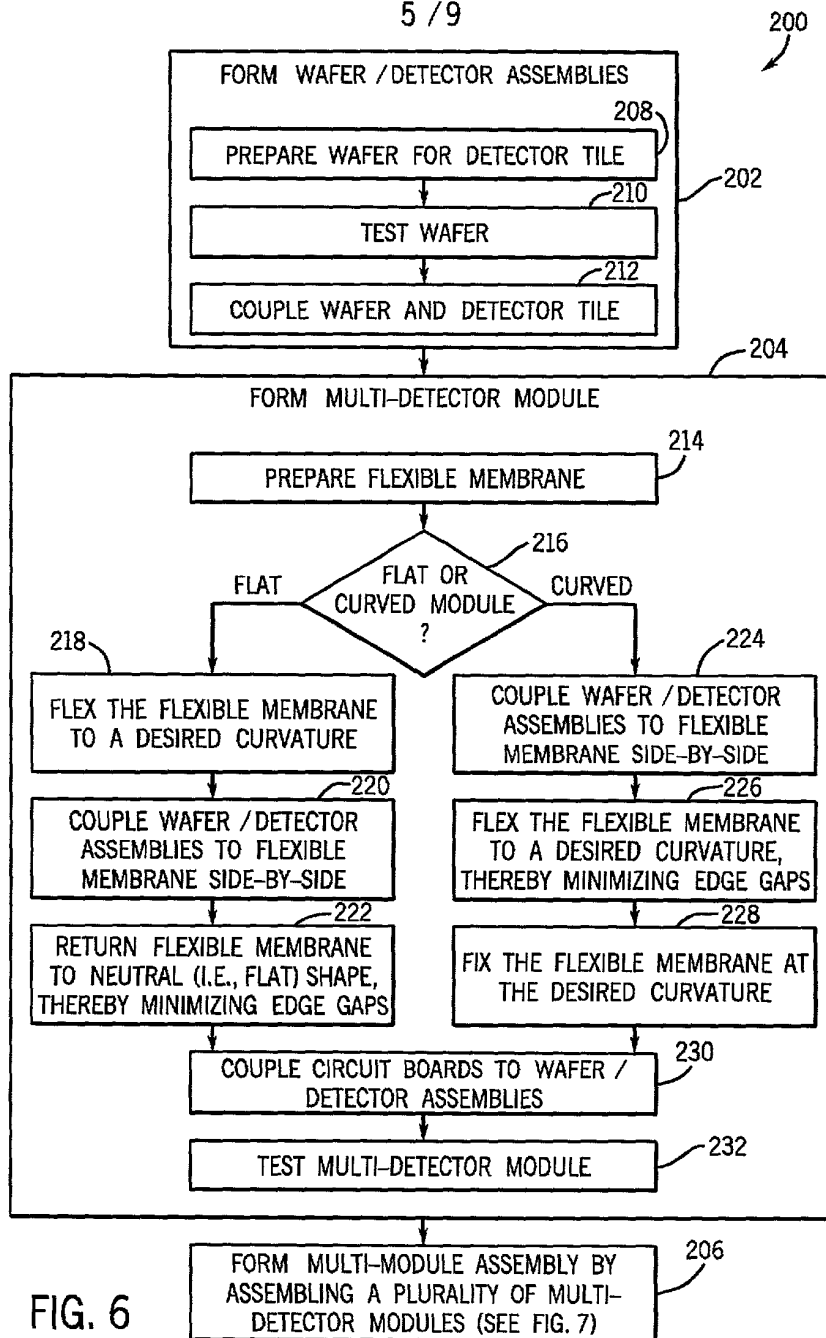 5/9
200
FORM WAFER/DETECTOR ASSEMBLIES
208
PREPARE WAFER FOR DETECTOR TILE
202
210
TEST WAFER
212
COUPLE WAFER AND DETECTOR TILE
204
FORM MULTI-DETECTOR MODULE
214
PREPARE FLEXIBLE MEMBRANE
216
FLAT OR
CURVED MODULE
?
FLAT
CURVED
218
FLEX THE FLEXIBLE MEMBRANE
TO A DESIRED CURVATURE
220
COUPLE WAFER/DETECTOR
ASSEMBLIES TO FLEXIBLE
MEMBRANE SIDE-BY-SIDE
222
RETURN FLEXIBLE MEMBRANE
TO NEUTRAL (I.E., FLAT) SHAPE,
THEREBY MINIMIZING EDGE GAPS
224
COUPLE WAFER/DETECTOR
ASSEMBLIES TO FLEXIBLE
MEMBRANE SIDE-BY-SIDE
226
FLEX THE FLEXIBLE MEMBRANE
TO A DESIRED CURVATURE,
THEREBY MINIMIZING EDGE GAPS
228
FIX THE FLEXIBLE MEMBRANE AT
THE DESIRED CURVATURE
230
COUPLE CIRCUIT BOARDS TO WAFER/
DETECTOR ASSEMBLIES
232
TEST MULTI-DETECTOR MODULE
206
FORM MULTI-MODULE ASSEMBLY BY
ASSEMBLING A PLURALITY OF MULTI-
DETECTOR MODULES (SEE FIG. 7)
FIG. 6